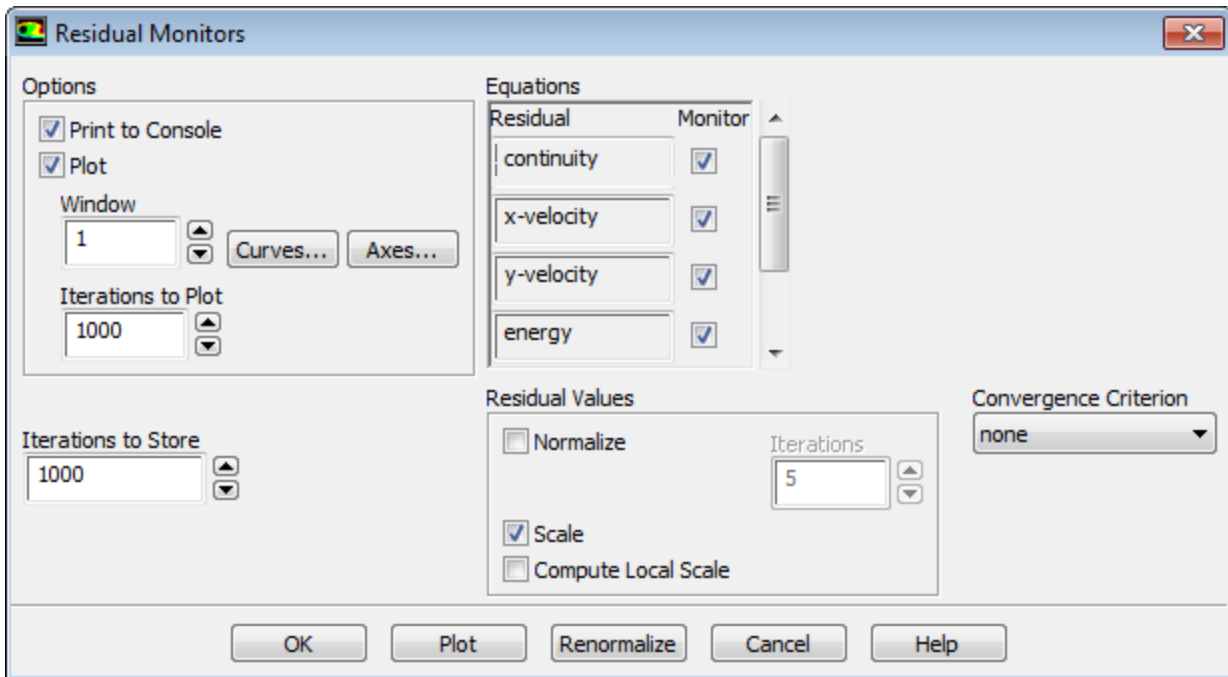 Residual Monitors
Options
Print to Console
Plot
Window
1
Curves...
Axes...
Iterations to Plot
1000
Iterations to Store
1000
Equations
Residual Monitor
continuity
x-velocity
y-velocity
energy
Residual Values
Normalize
Iterations
5
Scale
Compute Local Scale
Convergence Criterion
none
OK
Plot
Renormalize
Cancel
Help